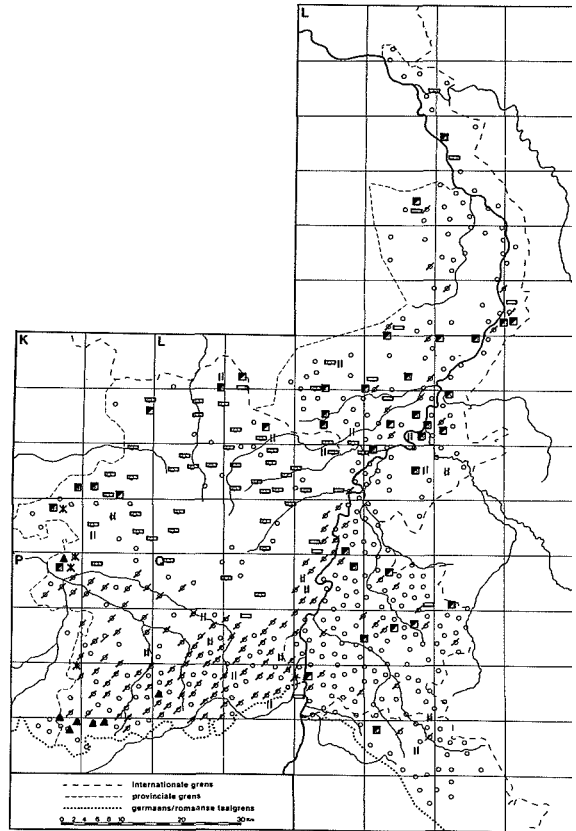 L
K L
P Q
internationale grens
provinciale grens
germaans/romaanse taalgrens
0 2 4 6 8 10 20 30 Km